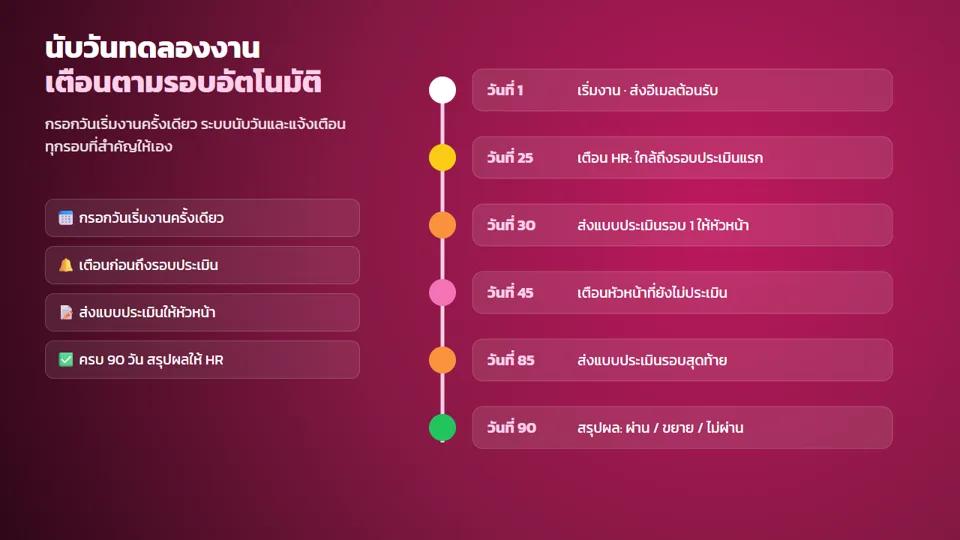 นับวันทดลองงาน
เตือนตามรอบอัตโนมัติ
กรอกวันเริ่มงานครั้งเดียว ระบบนับวันและแจ้งเตือน
ทุกรอบที่สำคัญให้เอง
กรอกวันเริ่มงานครั้งเดียว
เตือนก่อนถึงรอบประเมิน
ส่งแบบประเมินให้หัวหน้า
ครบ 90 วัน สรุปผลให้ HR
วันที่ 1 เริ่มงาน · ส่งอีเมลต้อนรับ
วันที่ 25 เตือน HR: ใกล้ถึงรอบประเมินแรก
วันที่ 30 ส่งแบบประเมินรอบ 1 ให้หัวหน้า
วันที่ 45 เตือนหัวหน้าที่ยังไม่ประเมิน
วันที่ 85 ส่งแบบประเมินรอบสุดท้าย
วันที่ 90 สรุปผล: ผ่าน / ขยาย / ไม่ผ่าน